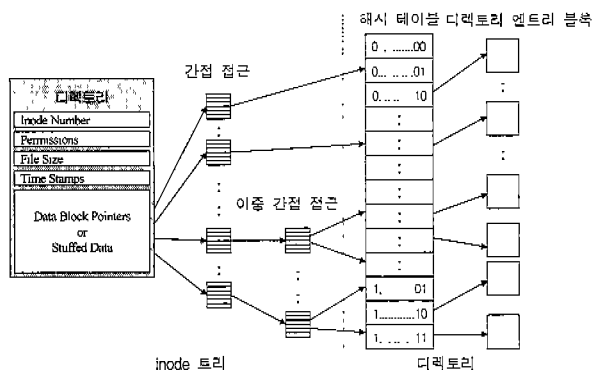 해시 테이블 디렉토리 엔트리 블록
간접 접근
이중 간접 접근
디렉토리
Inode Number
Permissions
File Size
Time Stamps
Data Block Pointers
or
Stuffed Data
0 ........00
0... .....01
0. ..... 10
1. 01
1...........10
1. ..... 11
inode 트리
디렉토리